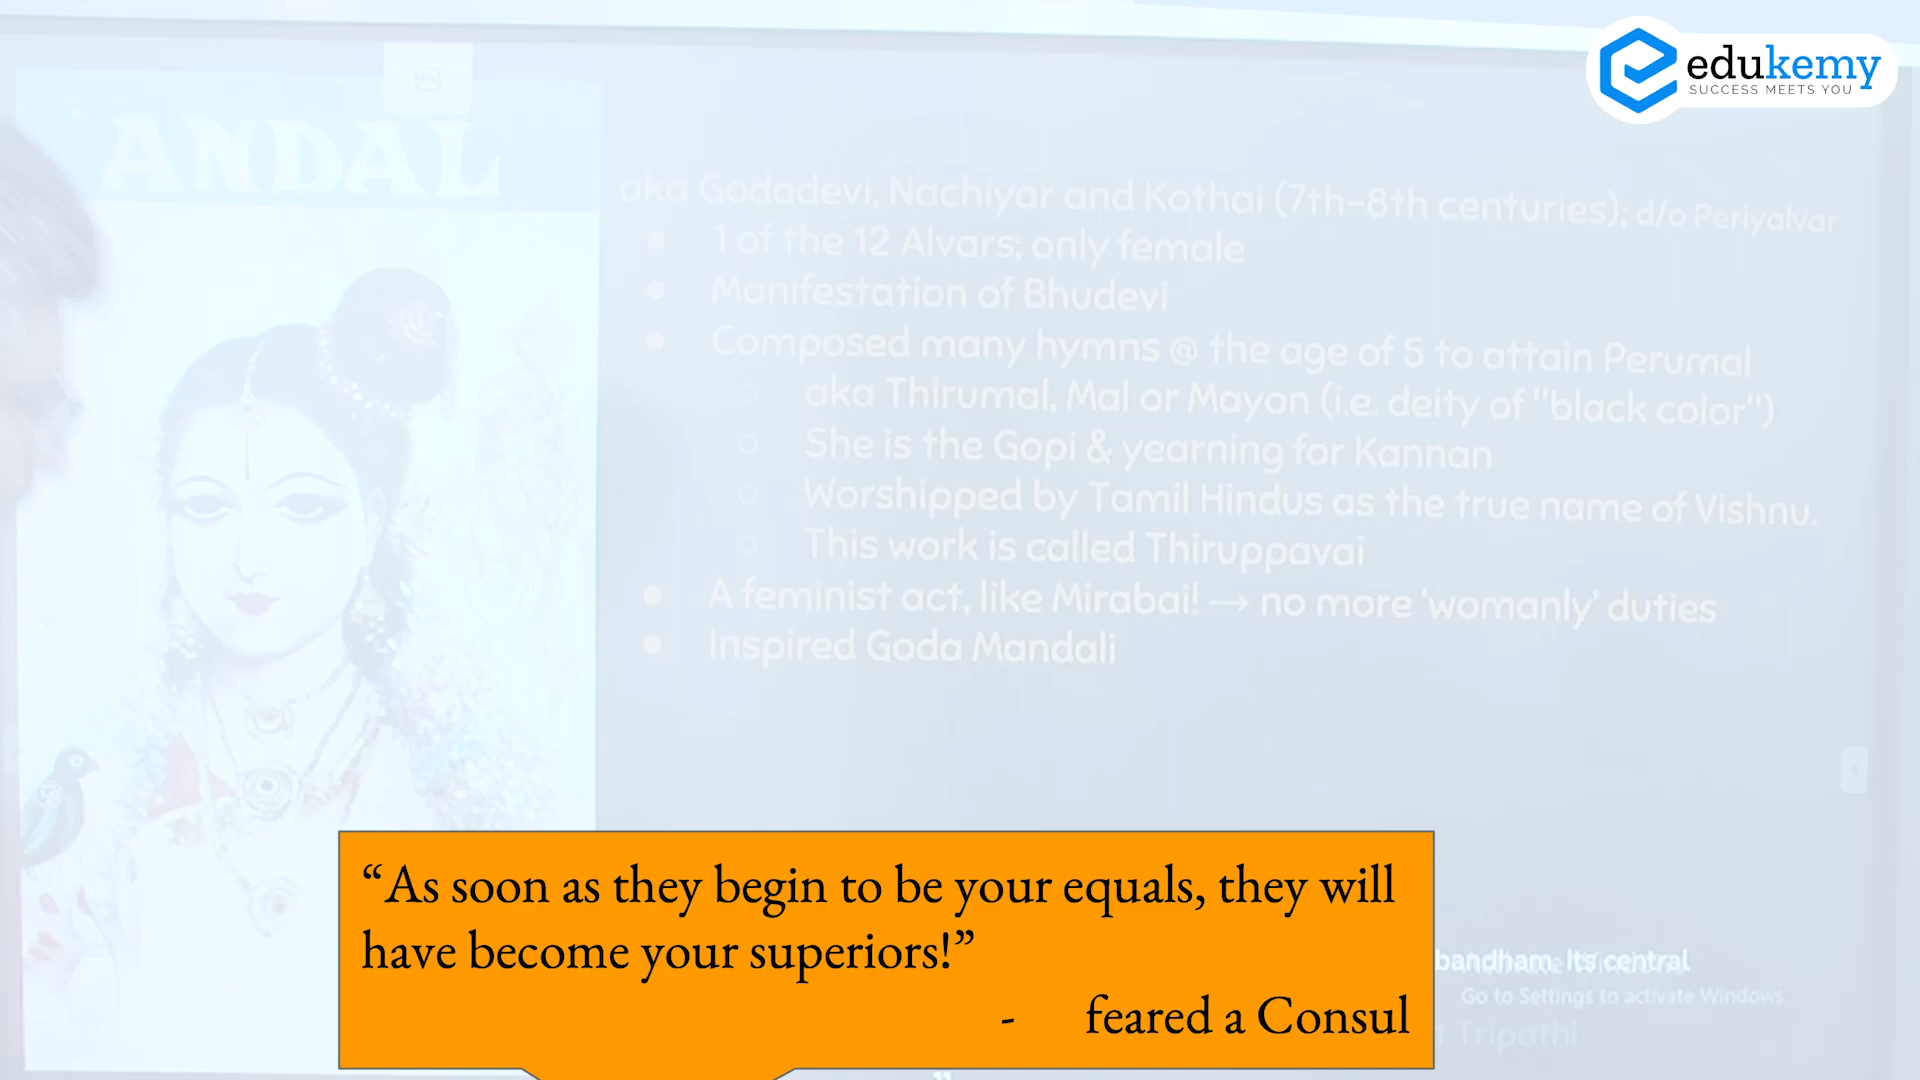 edukemy
SUCCESS MEETS YOU
ANDAL
aka Godadevi, Nachiyar and Kothai (7th-8th centuries); d/o Periyalvar
● 1 of the 12 Alvars; only female
● Manifestation of Bhudevi
● Composed many hymns @ the age of 5 to attain Perumal
○ aka Thirumal, Mal or Mayon (i.e. deity of "black color")
○ She is the Gopi & yearning for Kannan
○ Worshipped by Tamil Hindus as the true name of Vishnu.
○ This work is called Thiruppavai
● A feminist act, like Mirabai! → no more ‘womanly’ duties
● Inspired Goda Mandali
“As soon as they begin to be your equals, they will
have become your superiors!”
- feared a Consul
bandham. Its central
Go to Settings to activate Windows.
Tripathi